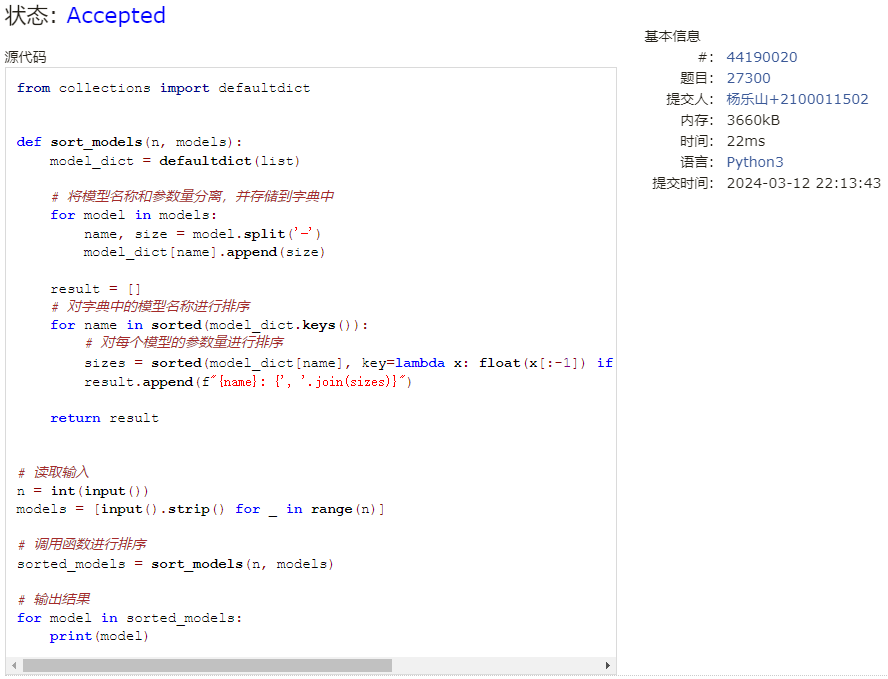 状态: Accepted
源代码
from collections import defaultdict
def sort_models(n, models):
    model_dict = defaultdict(list)
    # 将模型名称和参数量分离，并存储到字典中
    for model in models:
        name, size = model.split('-')
        model_dict[name].append(size)
    result = []
    # 对字典中的模型名称进行排序
    for name in sorted(model_dict.keys()):
        # 对每个模型的参数量进行排序
        sizes = sorted(model_dict[name], key=lambda x: float(x[:-1]) if
        result.append(f"{name}: {', '.join(sizes)}")
    return result
# 读取输入
n = int(input())
models = [input().strip() for _ in range(n)]
# 调用函数进行排序
sorted_models = sort_models(n, models)
# 输出结果
for model in sorted_models:
    print(model)
基本信息
#: 44190020
题目: 27300
提交人: 杨乐山+2100011502
内存: 3660kB
时间: 22ms
语言: Python3
提交时间: 2024-03-12 22:13:43